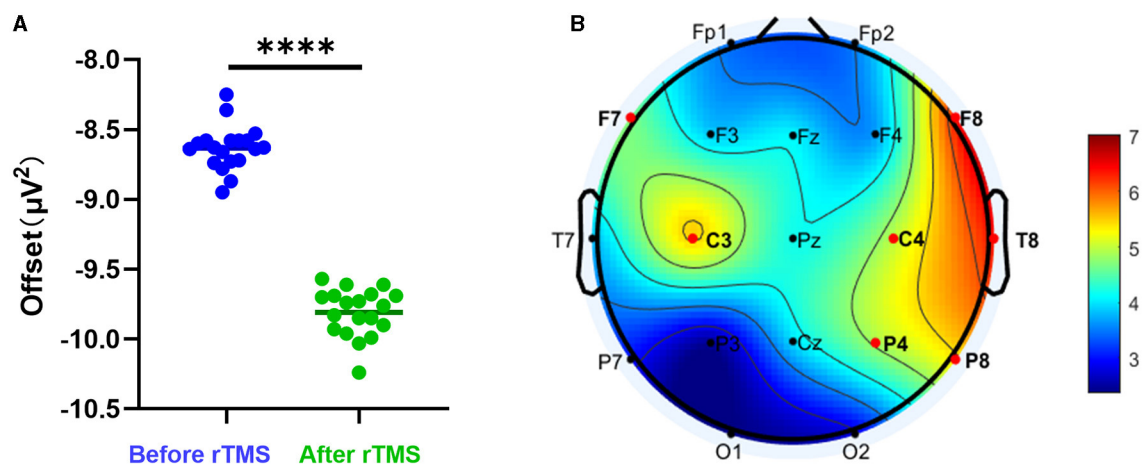 A
Offset(μV²)
-8.0
-8.5
-9.0
-9.5
-10.0
-10.5
****
Before rTMS
After rTMS
B
Fp1 Fp2
F7 F3 Fz F4 F8
T7 C3 Pz C4 T8
P7 P3 Cz P4 P8
O1 O2
7
6
5
4
3